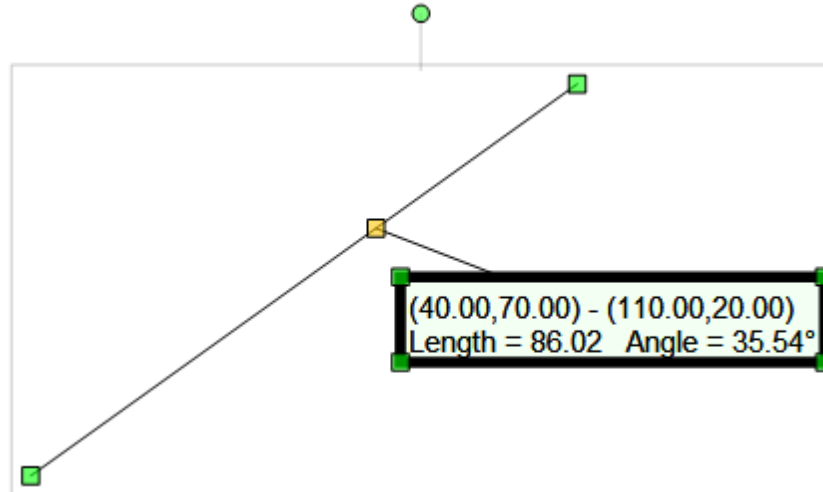 (40.00,70.00) - (110.00,20.00)
Length = 86.02 Angle = 35.54°